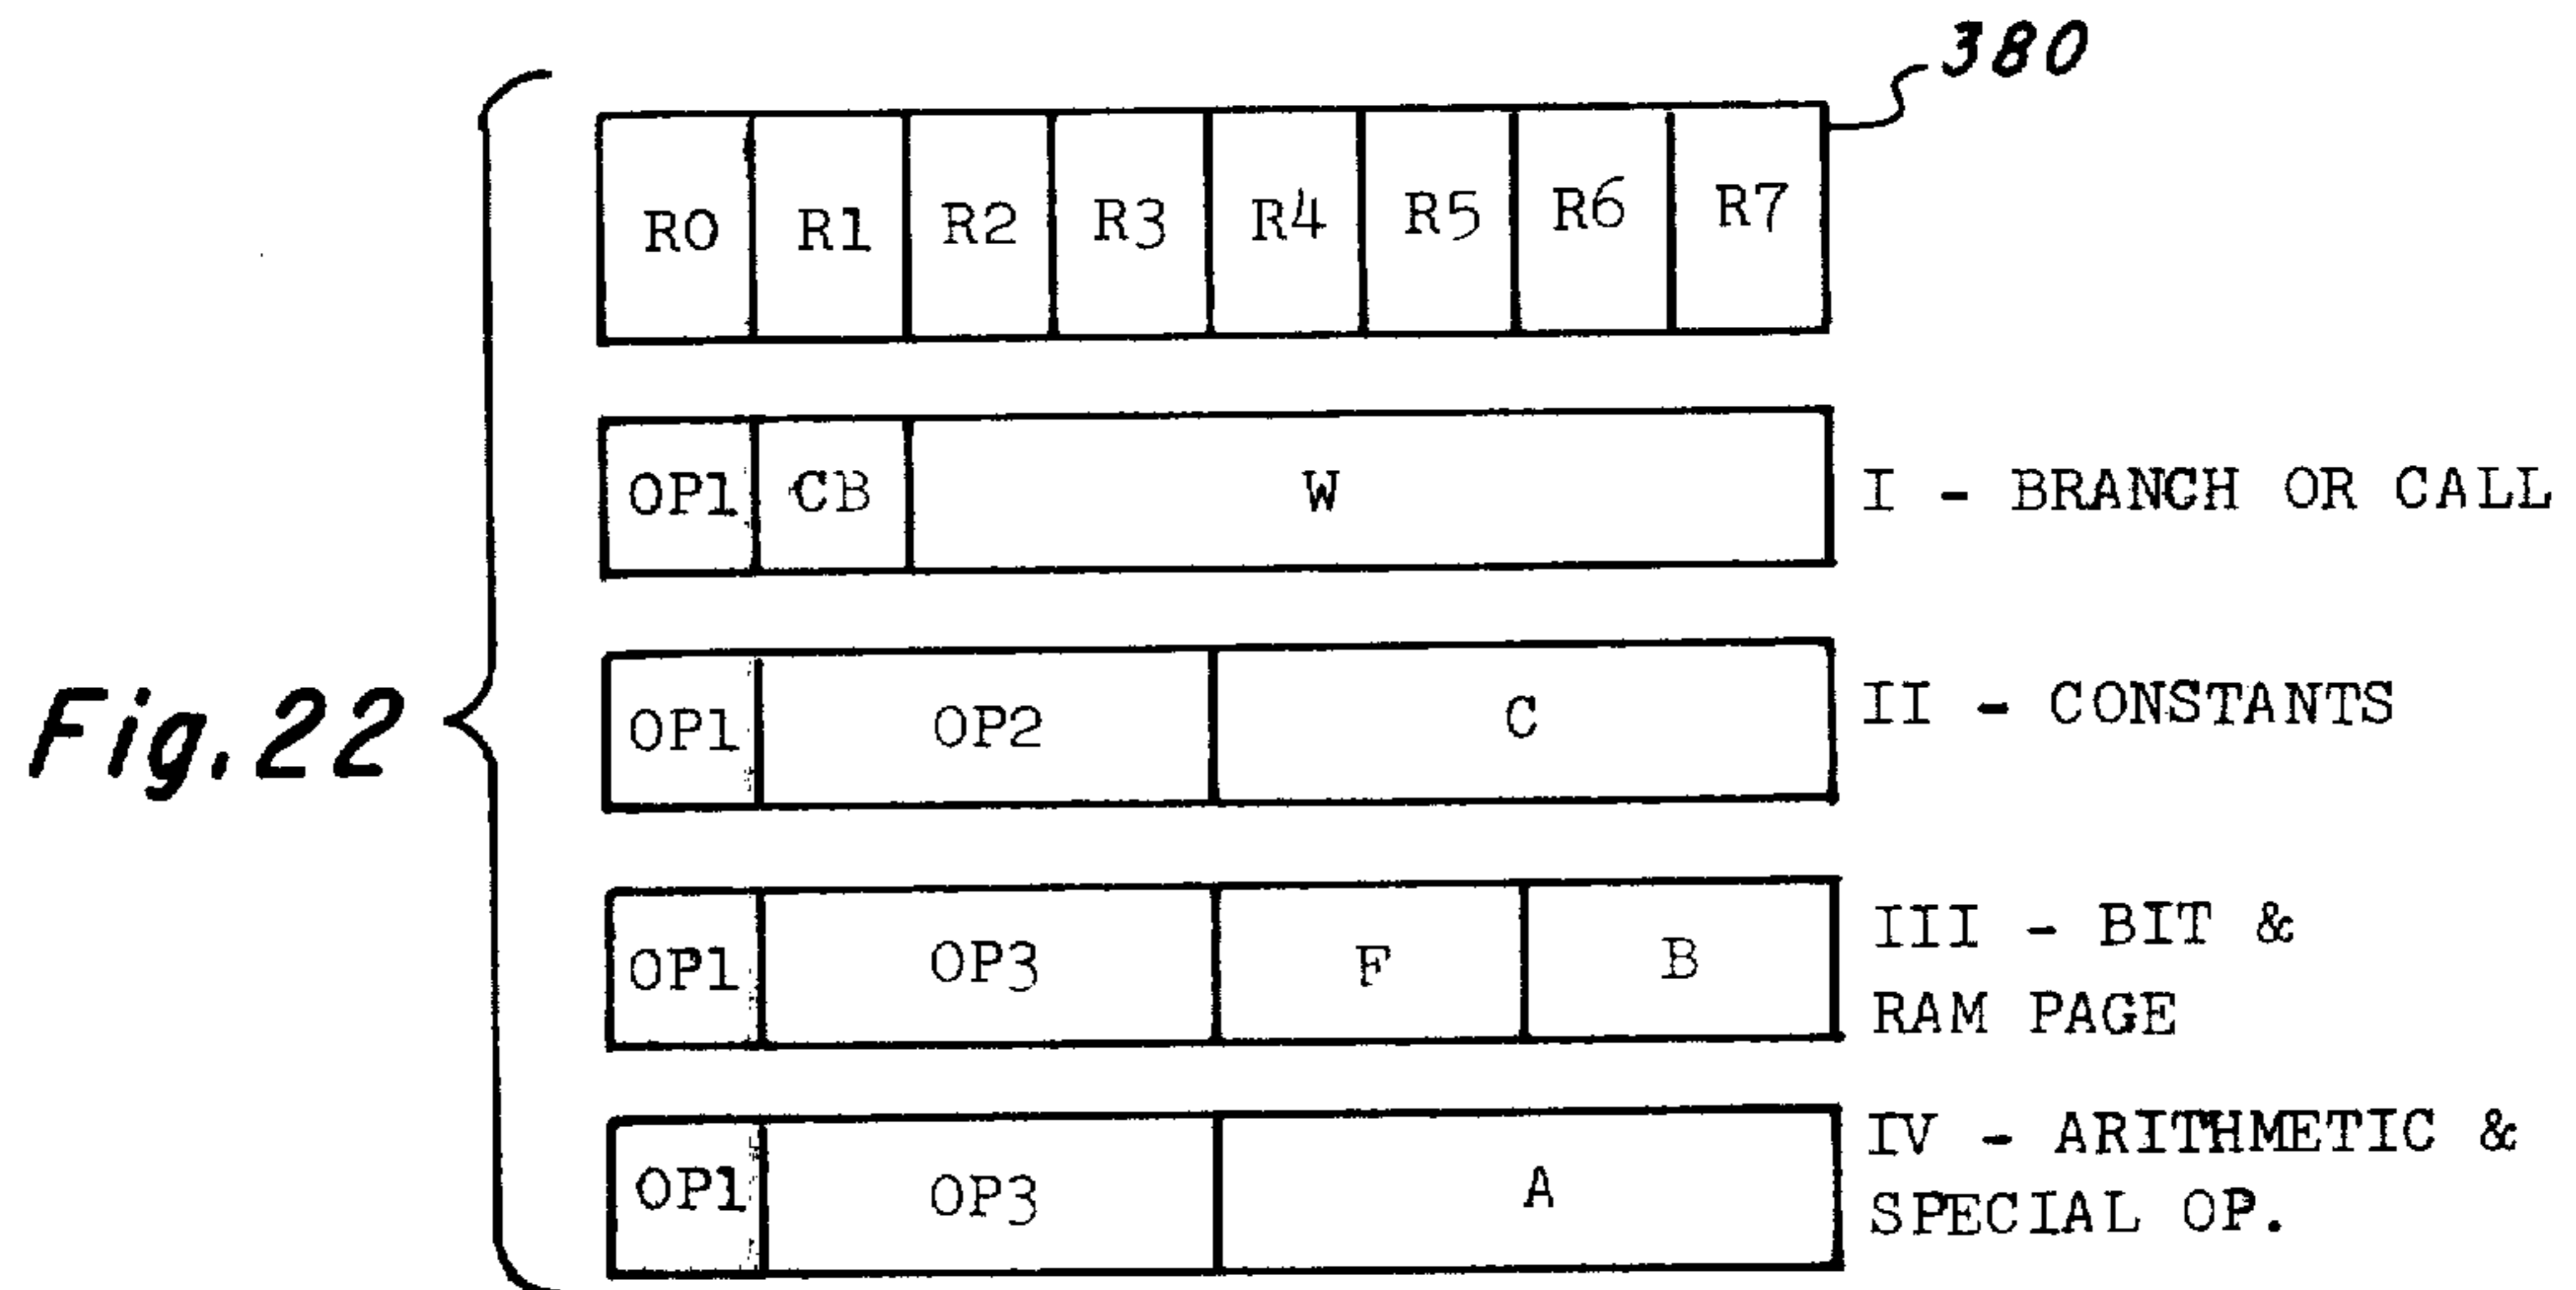 380
R0 R1 R2 R3 R4 R5 R6 R7
OP1 CB W I - BRANCH OR CALL
OP1 OP2 C II - CONSTANTS
Fig.22
OP1 OP3 F B III - BIT &
RAM PAGE
OP1 OP3 A IV - ARITHMETIC &
SPECIAL OP.